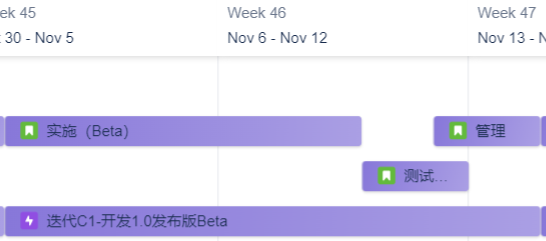 ek 45
Week 46
Week 47
30 - Nov 5
Nov 6 - Nov 12
Nov 13 - N
实施（Beta）
管理
测试...
迭代C1-开发1.0发布版Beta